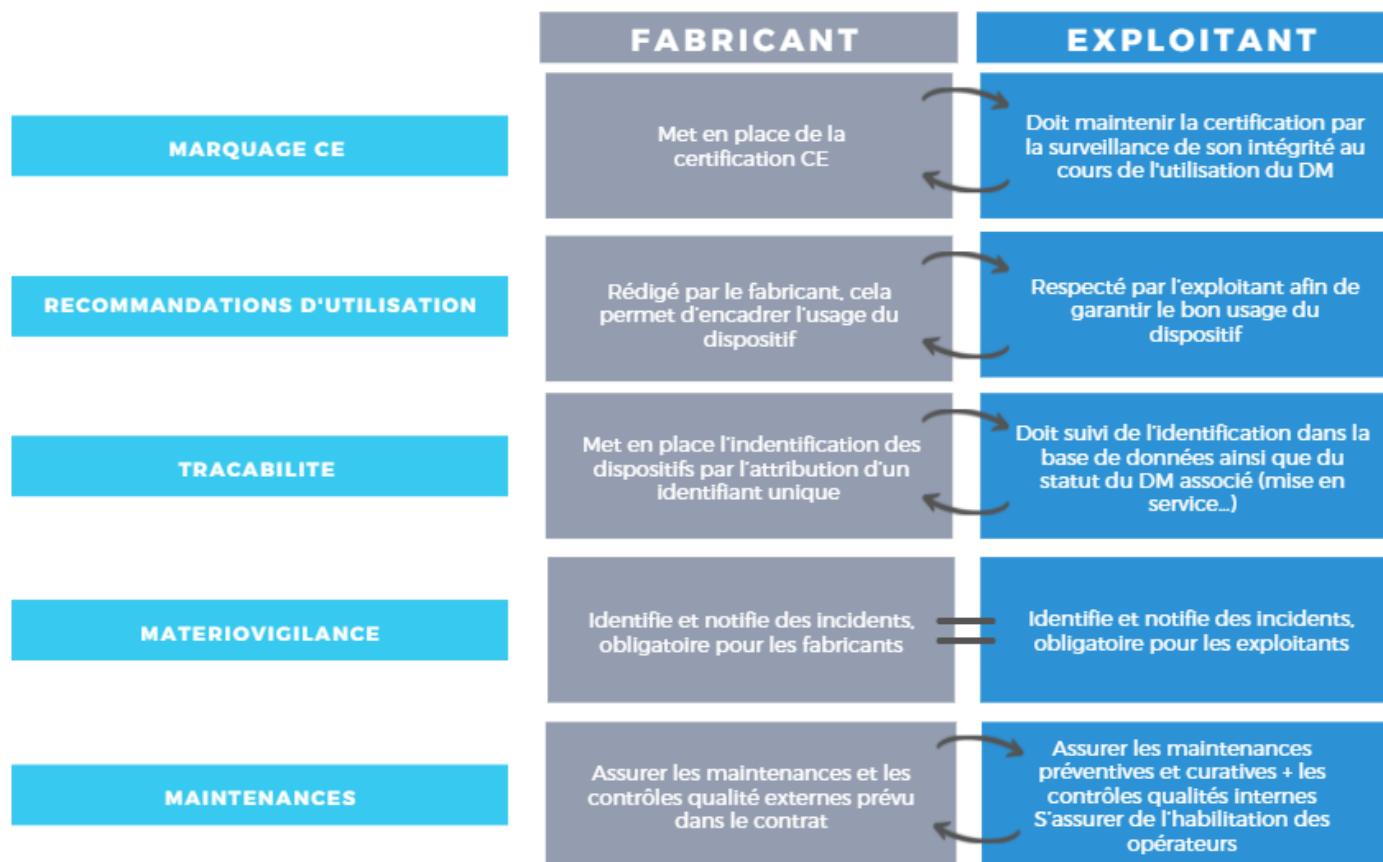 FABRICANT
EXPLOITANT
MARQUAGE CE
Met en place de la
certification CE
Doit maintenir la certification par
la surveillance de son intégrité au
cours de l'utilisation du DM
RECOMMANDATIONS D'UTILISATION
Rédigé par le fabricant, cela
permet d'encadrer l'usage du
dispositif
Respecté par l'exploitant afin de
garantir le bon usage du
dispositif
TRACABILITE
Met en place l'indentification des
dispositifs par l'attribution d'un
identifiant unique
Doit suivi de l'identification dans la
base de données ainsi que du
statut du DM associé (mise en
service...)
MATERIOVIGILANCE
Identifie et notifie des incidents,
obligatoire pour les fabricants
Identifie et notifie des incidents,
obligatoire pour les exploitants
MAINTENANCES
Assurer les maintenances et les
contrôles qualité externes prévu
dans le contrat
Assurer les maintenances
préventives et curatives + les
contrôles qualités internes
S'assurer de l'habilitation des
opérateurs